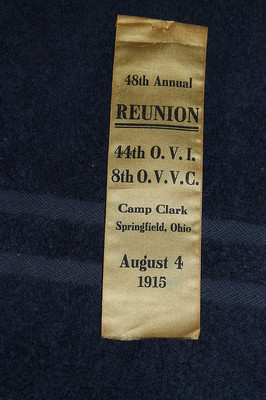 48th Annual
REUNION
44th O. V. I.
8th O. V. V. C.
Camp Clark
Springfield, Ohio
August 4
1915